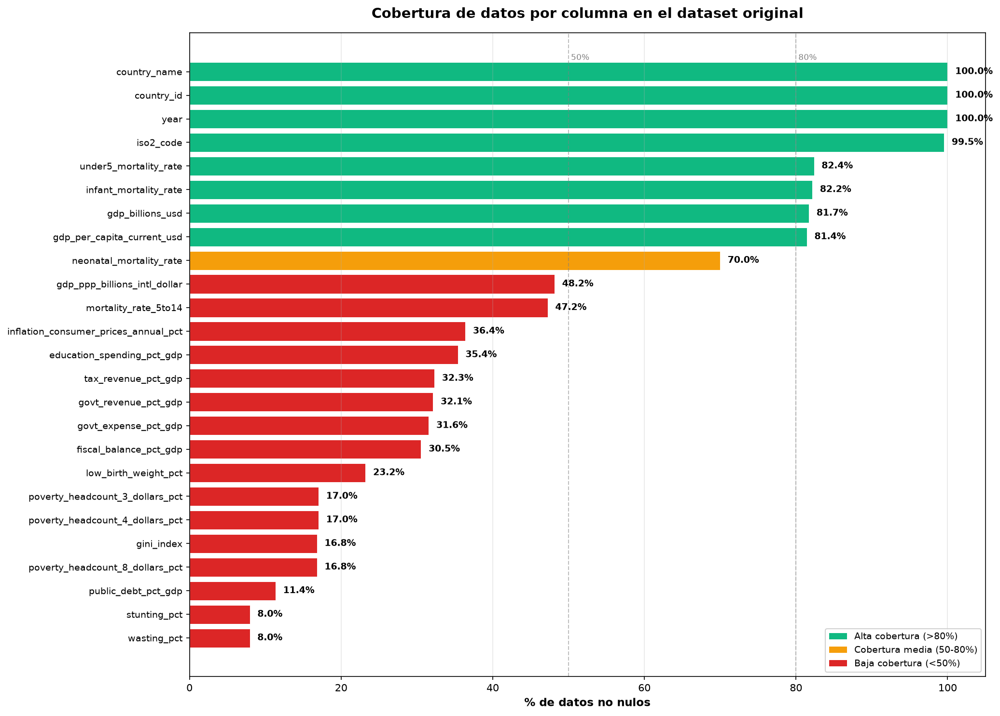 Cobertura de datos por columna en el dataset original
50% 80%
country_name 100.0%
country_id 100.0%
year 100.0%
iso2_code 99.5%
under5_mortality_rate 82.4%
infant_mortality_rate 82.2%
gdp_billions_usd 81.7%
gdp_per_capita_current_usd 81.4%
neonatal_mortality_rate 70.0%
gdp_ppp_billions_intl_dollar 48.2%
mortality_rate_5to14 47.2%
inflation_consumer_prices_annual_pct 36.4%
education_spending_pct_gdp 35.4%
tax_revenue_pct_gdp 32.3%
govt_revenue_pct_gdp 32.1%
govt_expense_pct_gdp 31.6%
fiscal_balance_pct_gdp 30.5%
low_birth_weight_pct 23.2%
poverty_headcount_3_dollars_pct 17.0%
poverty_headcount_4_dollars_pct 17.0%
gini_index 16.8%
poverty_headcount_8_dollars_pct 16.8%
public_debt_pct_gdp 11.4%
stunting_pct 8.0%
wasting_pct 8.0%
Alta cobertura (>80%)
Cobertura media (50-80%)
Baja cobertura (<50%)
0 20 40 60 80 100
% de datos no nulos